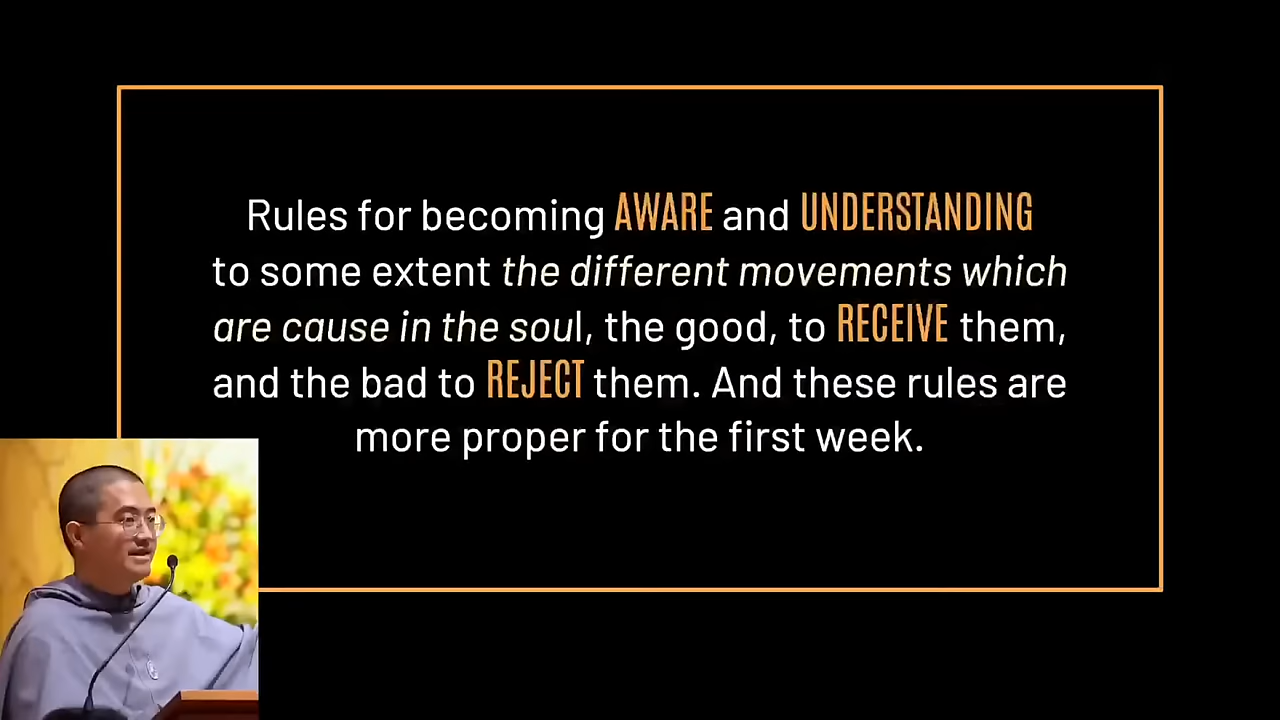 Rules for becoming AWARE and UNDERSTANDING
to some extent the different movements which
are cause in the soul, the good, to RECEIVE them,
and the bad to REJECT them. And these rules are
more proper for the first week.